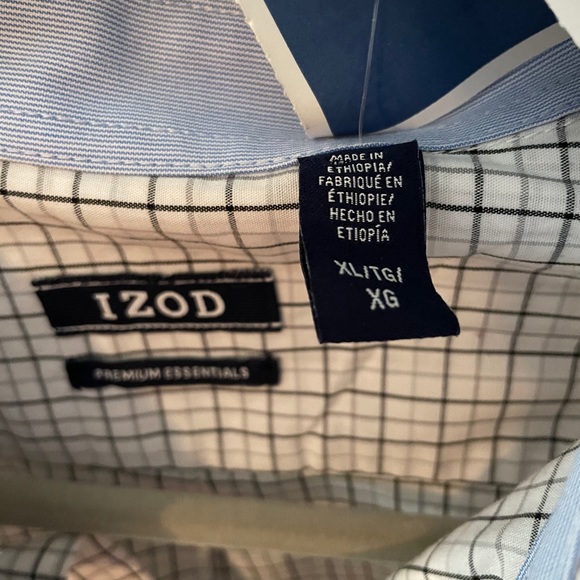 MADE IN
ETHIOPIA/
FABRIQUÉ EN
ÉTHIOPIE/
HECHO EN
ETIOPÍA
XL/TG/
XG
IZOD
PREMIUM ESSENTIALS